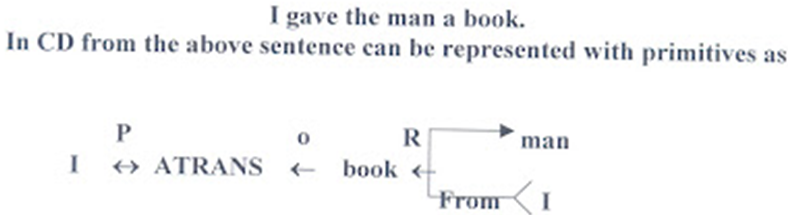 I gave the man a book.
In CD from the above sentence can be represented with primitives as
P
o
R
man
I ↔ ATRANS ← book ←
From I